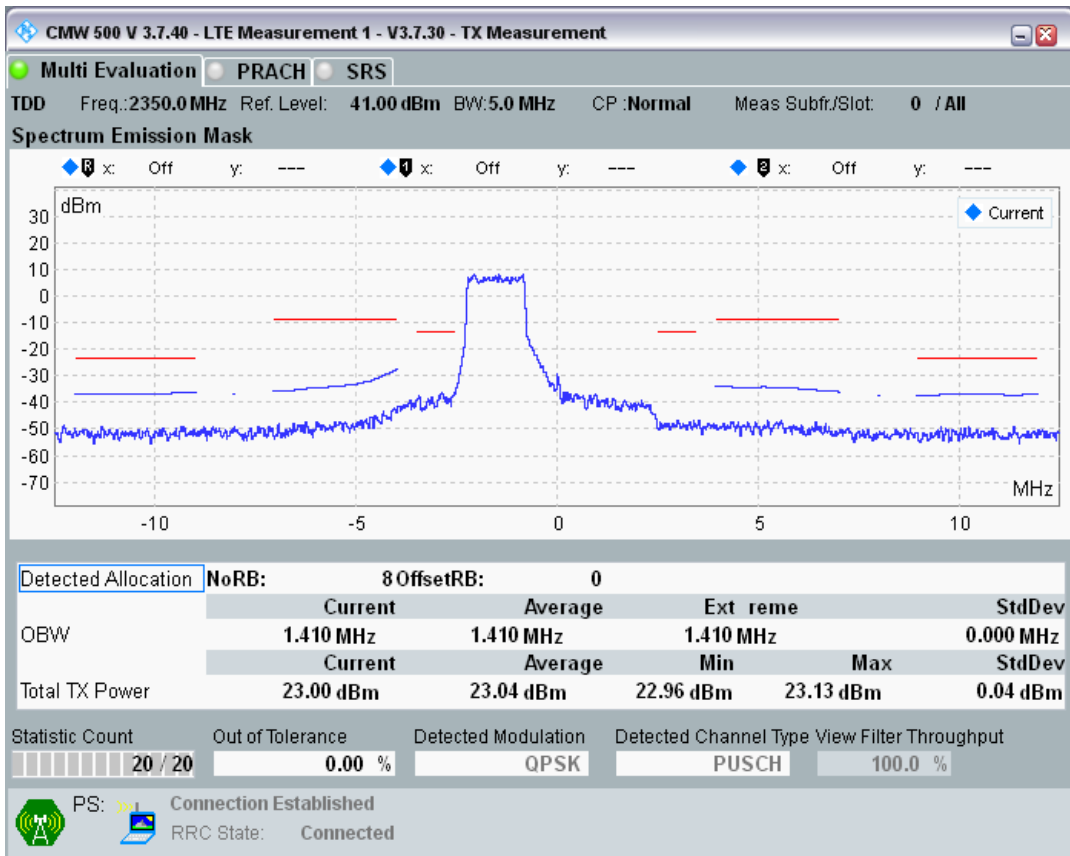 CMW 500 V 3.7.40 - LTE Measurement 1 - V3.7.30 - TX Measurement
Multi Evaluation PRACH SRS
TDD Freq.:2350.0 MHz Ref. Level: 41.00 dBm BW:5.0 MHz CP :Normal Meas Subfr./Slot: 0 / All
Spectrum Emission Mask
R x: Off y: --- 1 x: Off y: --- 2 x: Off y: ---
dBm
Current
30
20
10
0
-10
-20
-30
-40
-50
-60
-70
MHz
-10 -5 0 5 10
Detected Allocation NoRB: 8 OffsetRB: 0
Current Average Ext reme StdDev
OBW 1.410 MHz 1.410 MHz 1.410 MHz 0.000 MHz
Current Average Min Max StdDev
Total TX Power 23.00 dBm 23.04 dBm 22.96 dBm 23.13 dBm 0.04 dBm
Statistic Count Out of Tolerance Detected Modulation Detected Channel Type View Filter Throughput
20 / 20 0.00 % QPSK PUSCH 100.0 %
PS: Connection Established
RRC State: Connected